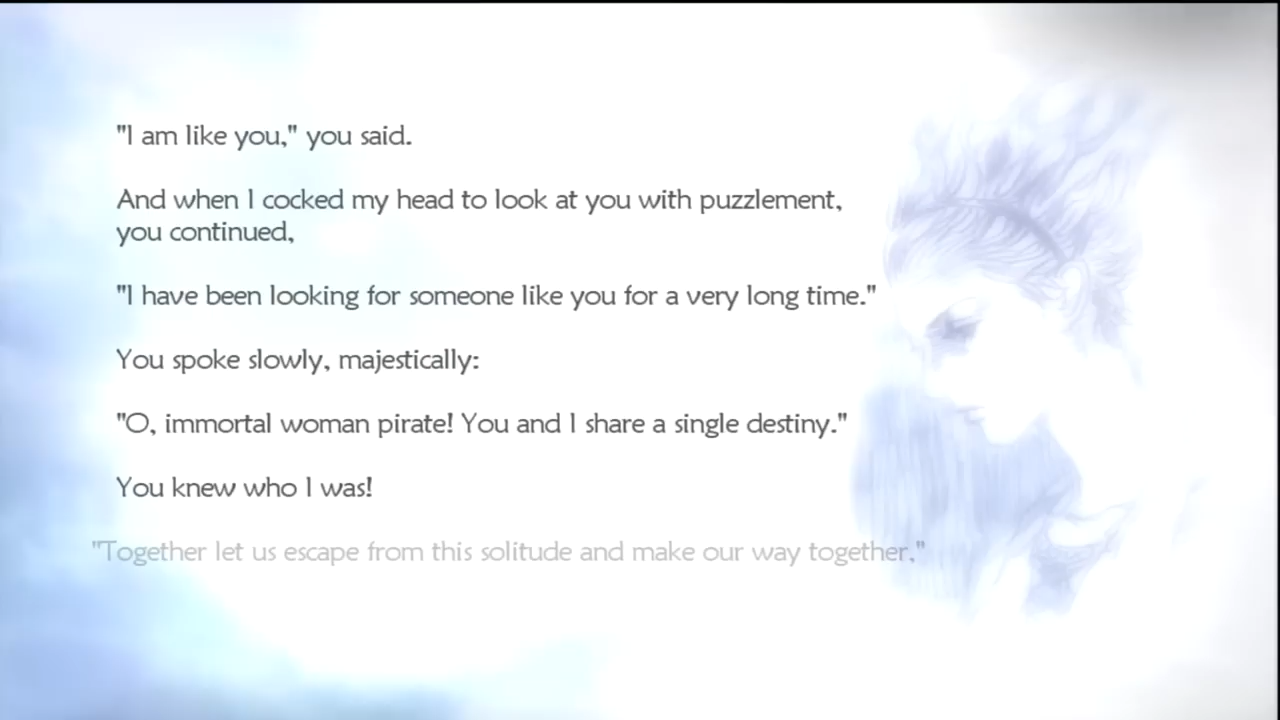 "I am like you," you said.
And when I cocked my head to look at you with puzzlement,
you continued,
"I have been looking for someone like you for a very long time."
You spoke slowly, majestically:
"O, immortal woman pirate! You and I share a single destiny."
You knew who I was!
"Together let us escape from this solitude and make our way together,"